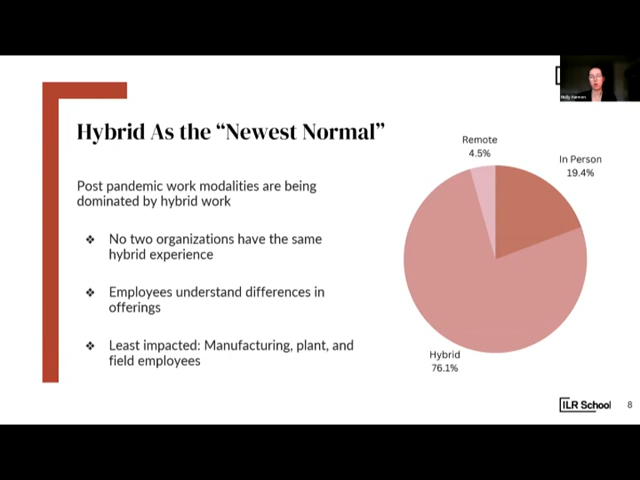 Hybrid As the “Newest Normal”
Post pandemic work modalities are being
dominated by hybrid work
❖ No two organizations have the same
hybrid experience
❖ Employees understand differences in
offerings
❖ Least impacted: Manufacturing, plant, and
field employees
Remote
4.5%
In Person
19.4%
Hybrid
76.1%
ILR School
8